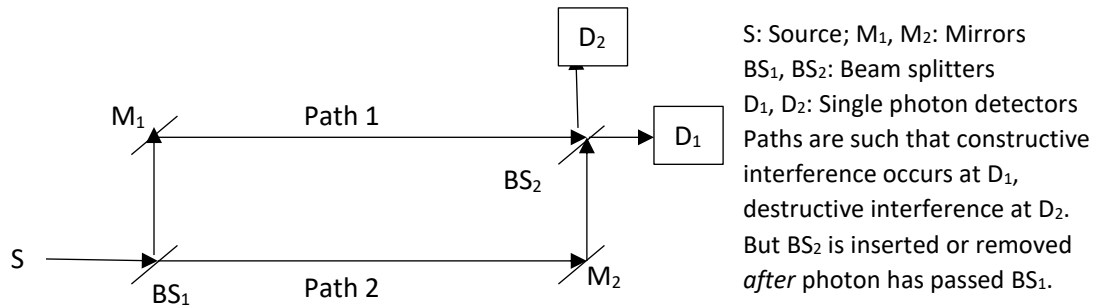 D₂
S: Source; M₁, M₂: Mirrors
BS₁, BS₂: Beam splitters
D₁, D₂: Single photon detectors
Paths are such that constructive
interference occurs at D₁,
destructive interference at D₂.
But BS₂ is inserted or removed
after photon has passed BS₁.
M₁
Path 1
D₁
BS₂
S
BS₁
Path 2
M₂